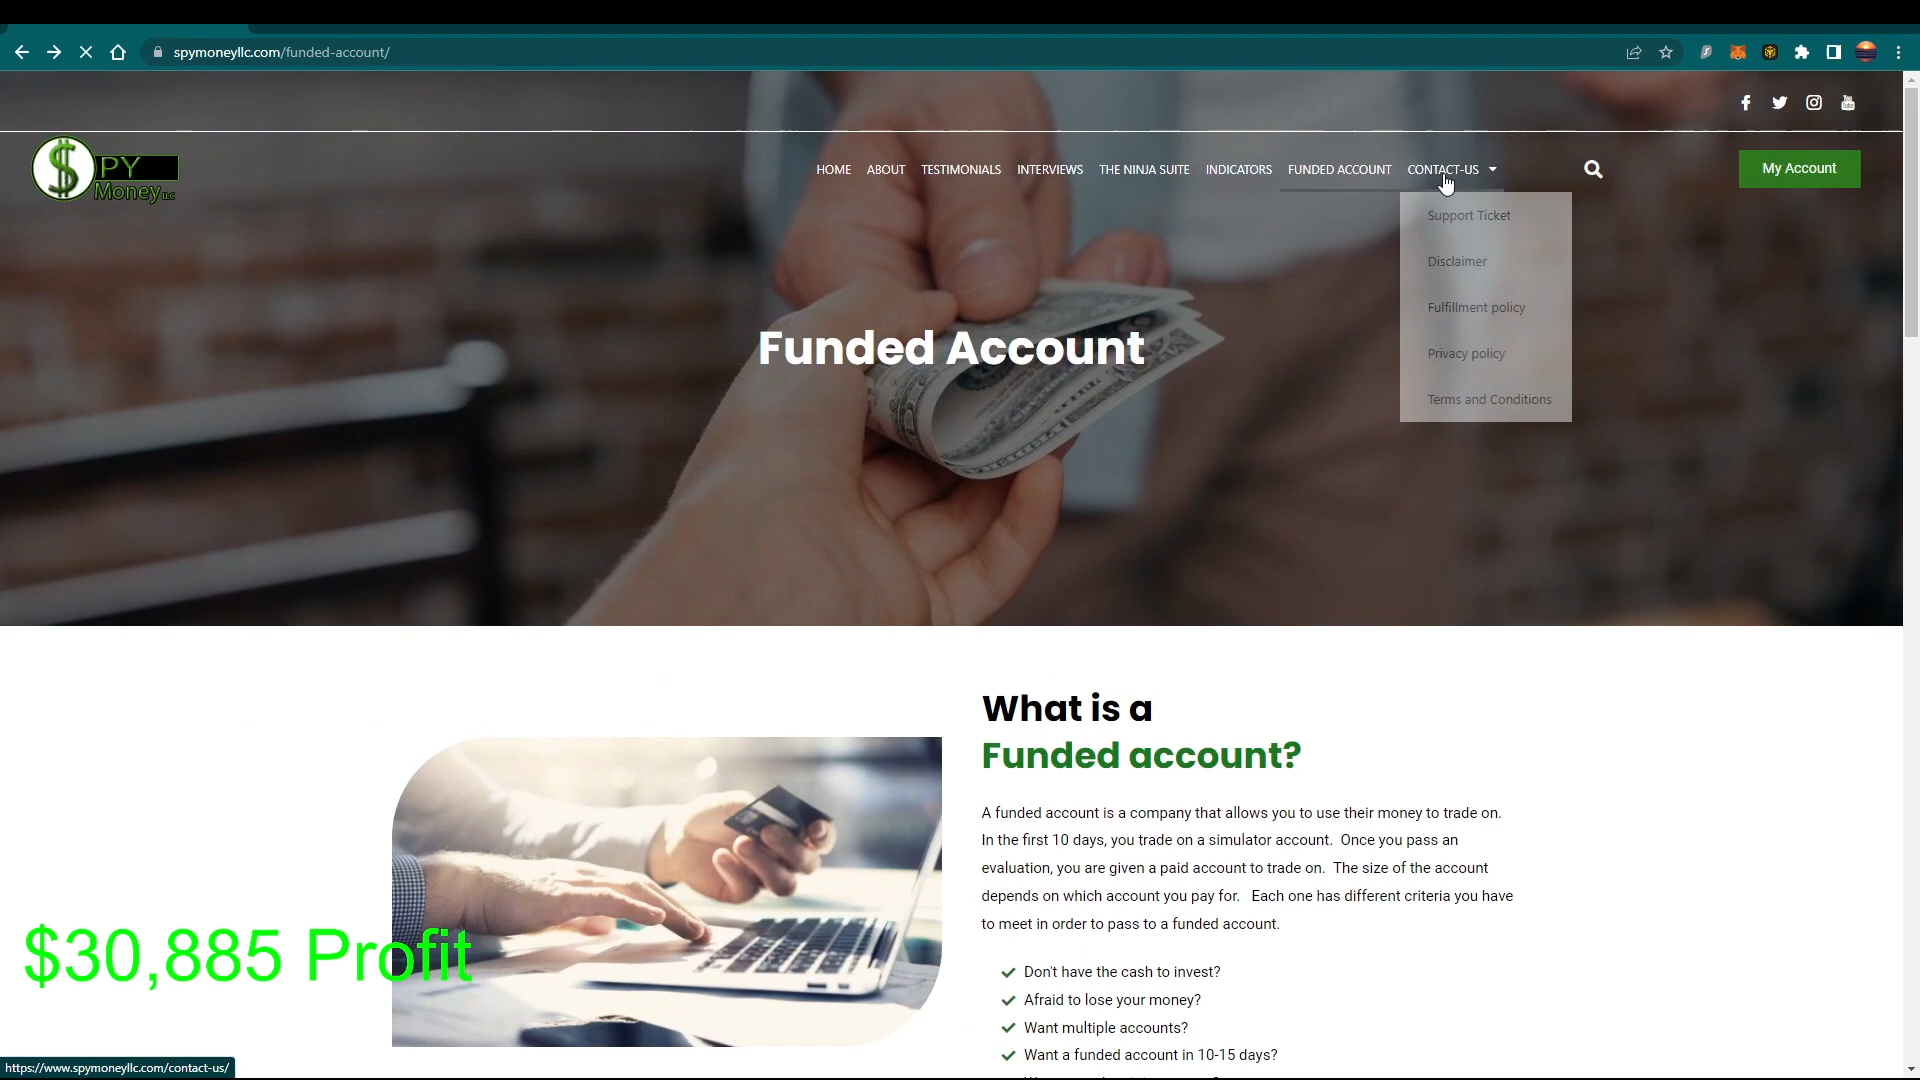 spymoneyllc.com/funded-account/
$PY
Money LLC
HOME ABOUT TESTIMONIALS INTERVIEWS THE NINJA SUITE INDICATORS FUNDED ACCOUNT CONTACT-US
My Account
Support Ticket
Disclaimer
Fulfillment policy
Privacy policy
Terms and Conditions
Funded Account
What is a
Funded account?
A funded account is a company that allows you to use their money to trade on.
In the first 10 days, you trade on a simulator account. Once you pass an
evaluation, you are given a paid account to trade on. The size of the account
depends on which account you pay for. Each one has different criteria you have
to meet in order to pass to a funded account.
Don't have the cash to invest?
Afraid to lose your money?
Want multiple accounts?
Want a funded account in 10-15 days?
$30,885 Profit
https://www.spymoneyllc.com/contact-us/